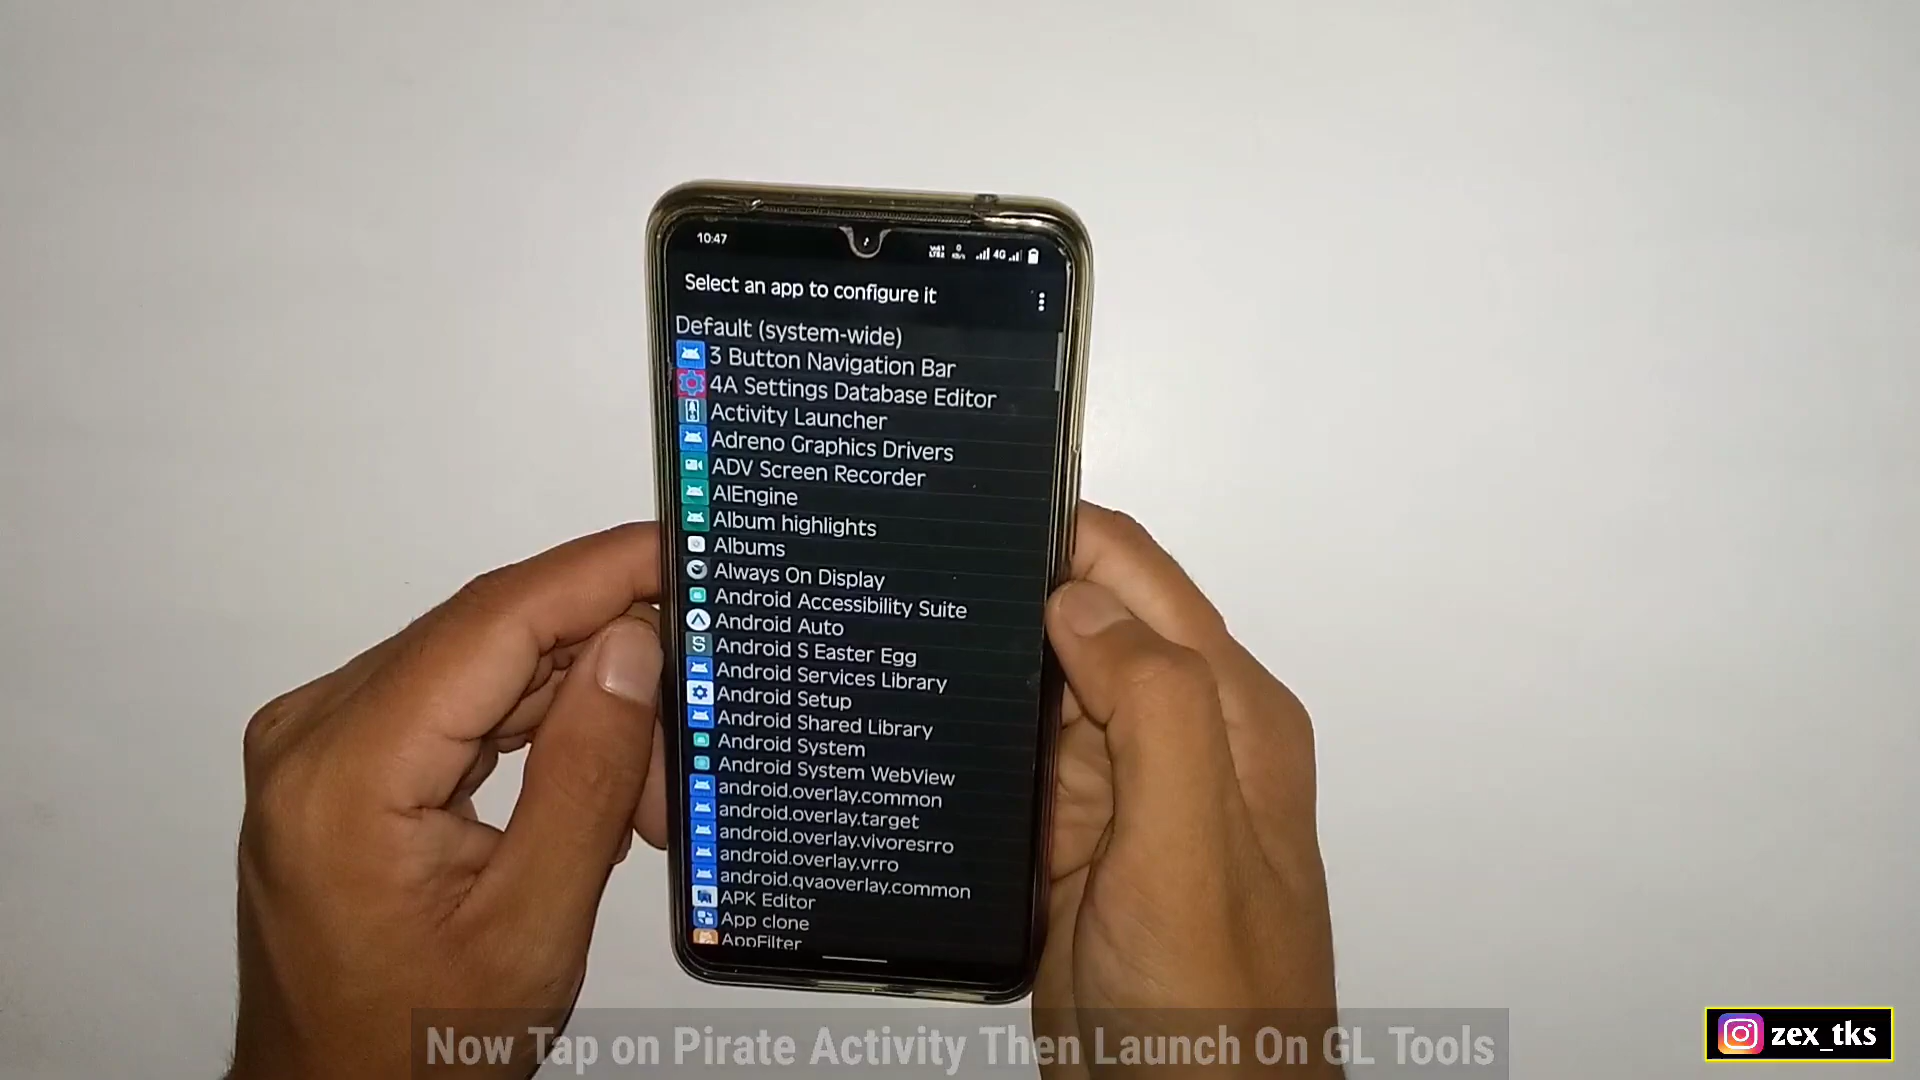 10:47
4G
Select an app to configure it
Default (system-wide)
3 Button Navigation Bar
4A Settings Database Editor
Activity Launcher
Adreno Graphics Drivers
ADV Screen Recorder
AIEngine
Album highlights
Albums
Always On Display
Android Accessibility Suite
Android Auto
Android S Easter Egg
Android Services Library
Android Setup
Android Shared Library
Android System
Android System WebView
android.overlay.common
android.overlay.target
android.overlay.vivoresrro
android.overlay.vrro
android.qvaoverlay.common
APK Editor
App clone
AppFilter
Now Tap on Pirate Activity Then Launch On GL Tools
zex_tks